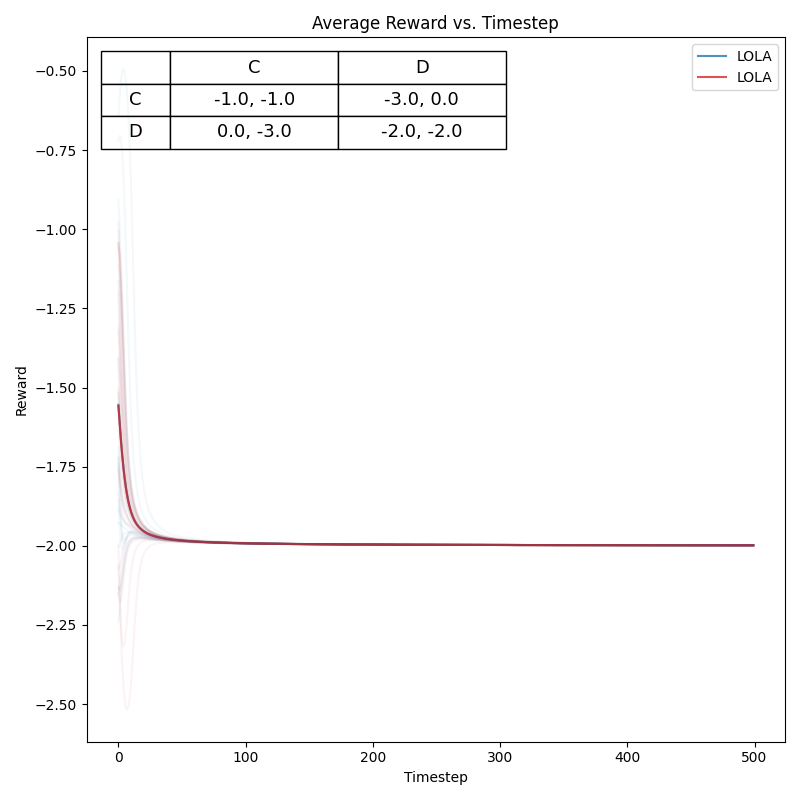 Average Reward vs. Timestep
LOLA
LOLA
C D
C -1.0, -1.0 -3.0, 0.0
D 0.0, -3.0 -2.0, -2.0
−0.50
−0.75
−1.00
−1.25
−1.50
−1.75
−2.00
−2.25
−2.50
Reward
0 100 200 300 400 500
Timestep